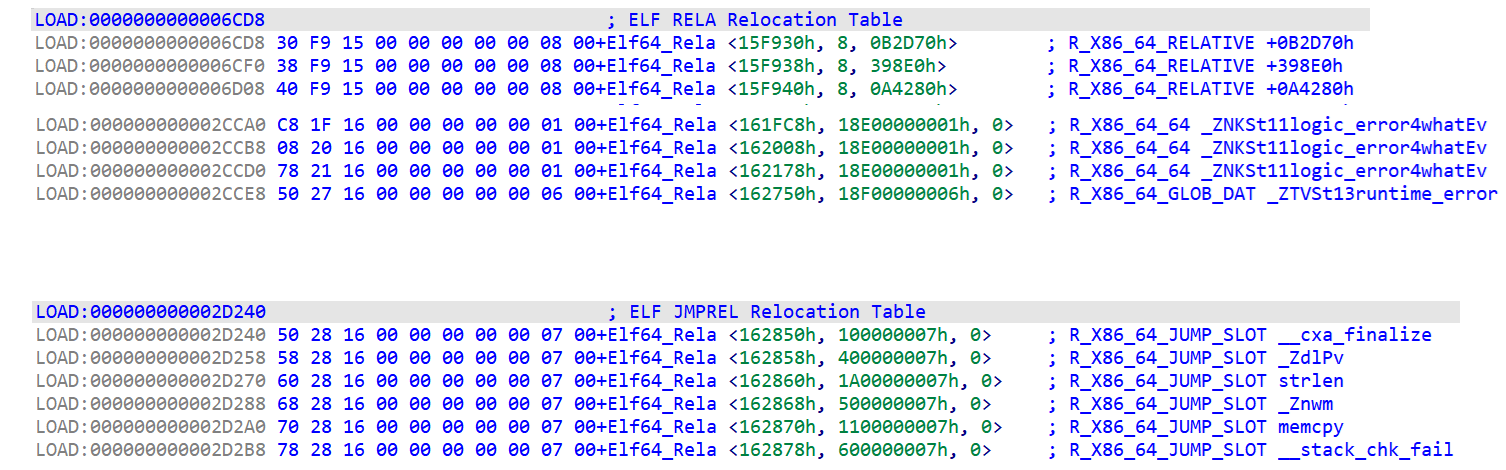 LOAD:0000000000006CD8 ; ELF RELA Relocation Table
LOAD:0000000000006CD8 30 F9 15 00 00 00 00 00 08 00+Elf64_Rela <15F930h, 8, 0B2D70h> ; R_X86_64_RELATIVE +0B2D70h
LOAD:0000000000006CF0 38 F9 15 00 00 00 00 00 08 00+Elf64_Rela <15F938h, 8, 398E0h> ; R_X86_64_RELATIVE +398E0h
LOAD:0000000000006D08 40 F9 15 00 00 00 00 00 08 00+Elf64_Rela <15F940h, 8, 0A4280h> ; R_X86_64_RELATIVE +0A4280h
LOAD:000000000002CCA0 C8 1F 16 00 00 00 00 00 01 00+Elf64_Rela <161FC8h, 18E00000001h, 0> ; R_X86_64_64 _ZNKSt11logic_error4whatEv
LOAD:000000000002CCB8 08 20 16 00 00 00 00 00 01 00+Elf64_Rela <162008h, 18E00000001h, 0> ; R_X86_64_64 _ZNKSt11logic_error4whatEv
LOAD:000000000002CCD0 78 21 16 00 00 00 00 00 01 00+Elf64_Rela <162178h, 18E00000001h, 0> ; R_X86_64_64 _ZNKSt11logic_error4whatEv
LOAD:000000000002CCE8 50 27 16 00 00 00 00 00 06 00+Elf64_Rela <162750h, 18F00000006h, 0> ; R_X86_64_GLOB_DAT _ZTVSt13runtime_error
LOAD:000000000002D240 ; ELF JMPREL Relocation Table
LOAD:000000000002D240 50 28 16 00 00 00 00 00 07 00+Elf64_Rela <162850h, 100000007h, 0> ; R_X86_64_JUMP_SLOT __cxa_finalize
LOAD:000000000002D258 58 28 16 00 00 00 00 00 07 00+Elf64_Rela <162858h, 400000007h, 0> ; R_X86_64_JUMP_SLOT _ZdlPv
LOAD:000000000002D270 60 28 16 00 00 00 00 00 07 00+Elf64_Rela <162860h, 1A00000007h, 0> ; R_X86_64_JUMP_SLOT strlen
LOAD:000000000002D288 68 28 16 00 00 00 00 00 07 00+Elf64_Rela <162868h, 500000007h, 0> ; R_X86_64_JUMP_SLOT _Znwm
LOAD:000000000002D2A0 70 28 16 00 00 00 00 00 07 00+Elf64_Rela <162870h, 1100000007h, 0> ; R_X86_64_JUMP_SLOT memcpy
LOAD:000000000002D2B8 78 28 16 00 00 00 00 00 07 00+Elf64_Rela <162878h, 600000007h, 0> ; R_X86_64_JUMP_SLOT __stack_chk_fail